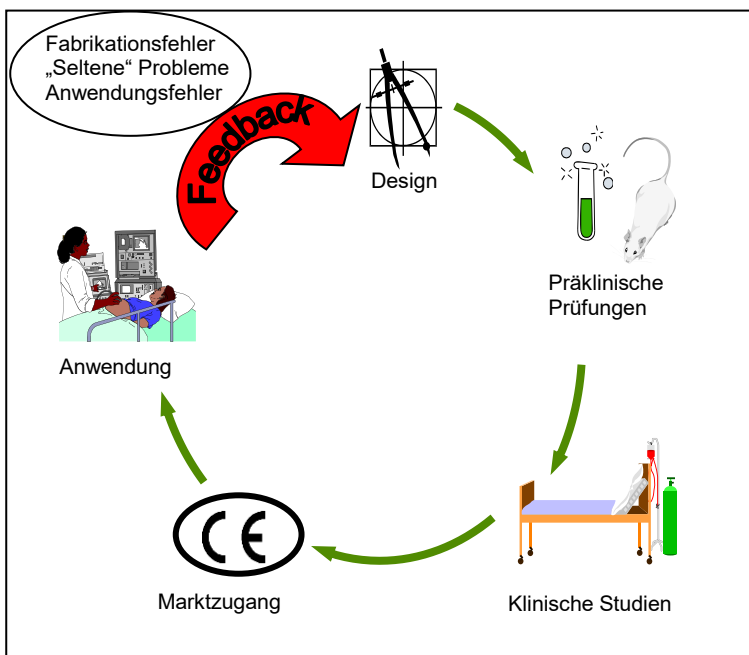 Fabrikationsfehler
„Seltene“ Probleme
Anwendungsfehler
Feedback
Design
Präklinische
Prüfungen
Anwendung
CE
Marktzugang
Klinische Studien